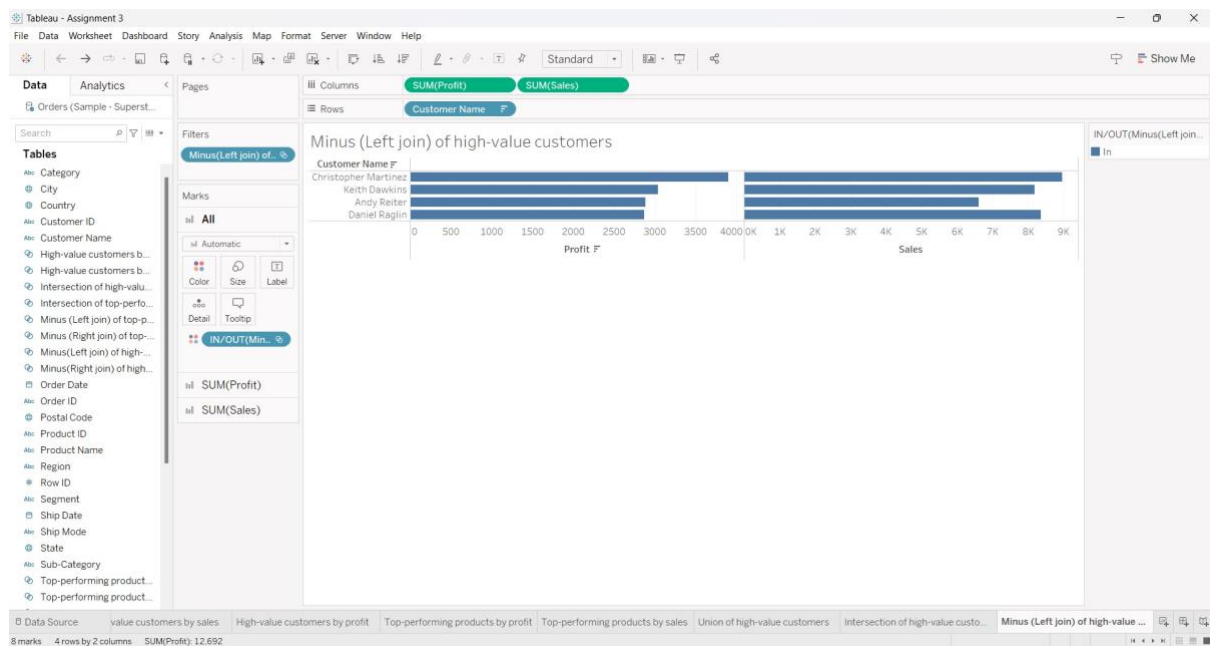 Tableau - Assignment 3
File Data Worksheet Dashboard Story Analysis Map Format Server Window Help
Standard
Show Me
Data Analytics
Orders (Sample - Superst...
Search
Tables
Abc Category
City
Country
Abc Customer ID
Abc Customer Name
High-value customers b...
High-value customers b...
Intersection of high-valu...
Intersection of top-perfo...
Minus (Left join) of top-p...
Minus (Right join) of top-...
Minus(Left join) of high-...
Minus(Right join) of high...
Order Date
Abc Order ID
Postal Code
Abc Product ID
Abc Product Name
Abc Region
# Row ID
Abc Segment
Ship Date
Abc Ship Mode
State
Abc Sub-Category
Top-performing product...
Top-performing product...
Pages
Filters
Minus(Left join) of..
Marks
All
Automatic
Color Size Label
Detail Tooltip
IN/OUT(Min..
SUM(Profit)
SUM(Sales)
Columns SUM(Profit) SUM(Sales)
Rows Customer Name
Minus (Left join) of high-value customers
Customer Name
Christopher Martinez
Keith Dawkins
Andy Reiter
Daniel Raglin
0 500 1000 1500 2000 2500 3000 3500 4000 0K 1K 2K 3K 4K 5K 6K 7K 8K 9K
Profit Sales
IN/OUT(Minus(Left join...
In
Data Source value customers by sales High-value customers by profit Top-performing products by profit Top-performing products by sales Union of high-value customers Intersection of high-value custo... Minus (Left join) of high-value ...
8 marks 4 rows by 2 columns SUM(Profit): 12,692